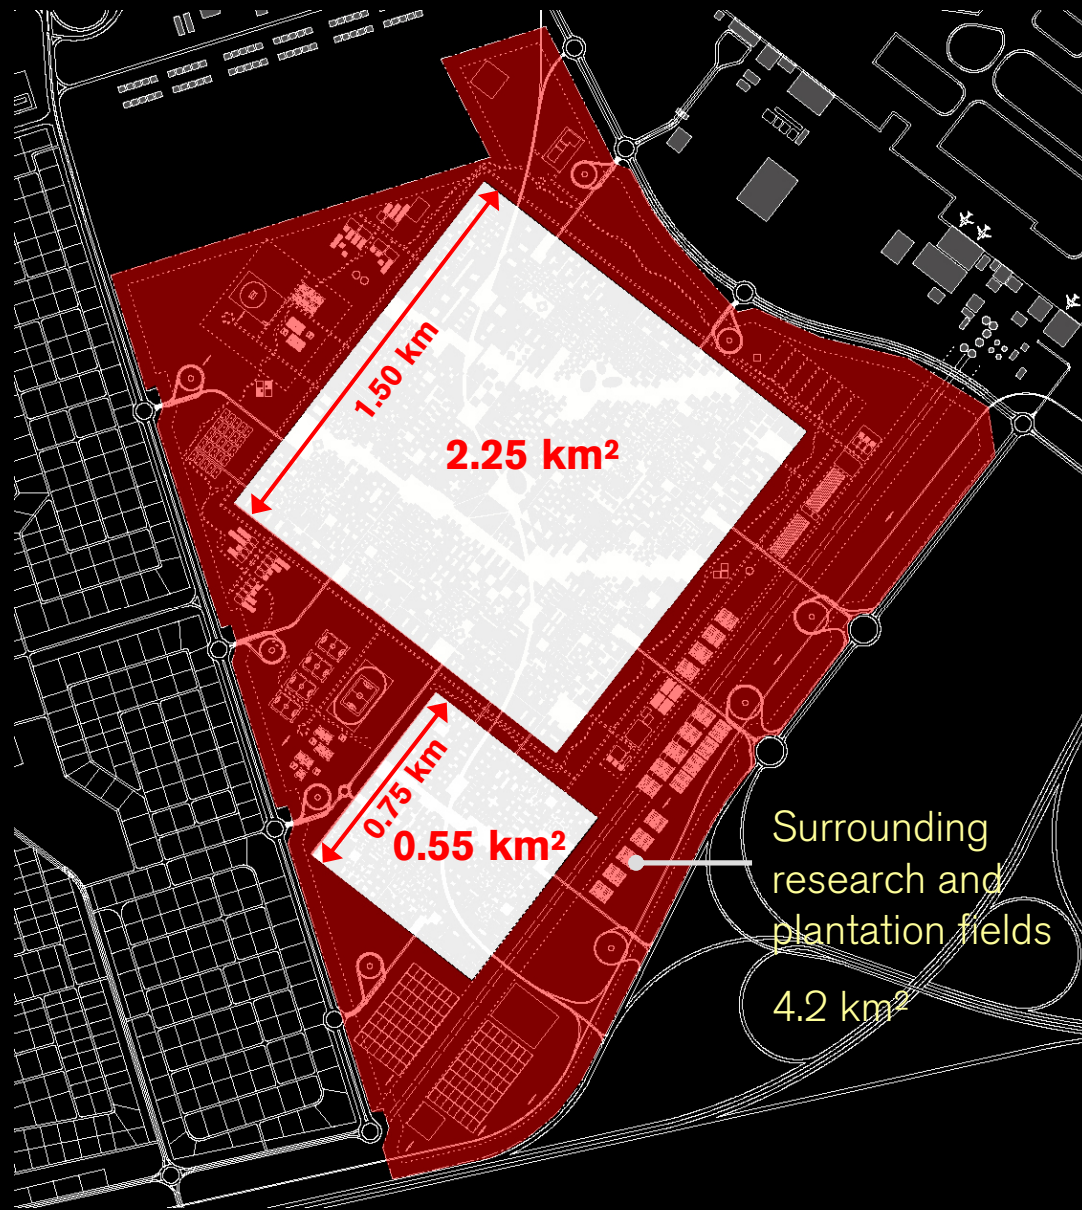 1.50 km
2.25 km²
0.75 km
0.55 km²
Surrounding
research and
plantation fields
4.2 km²